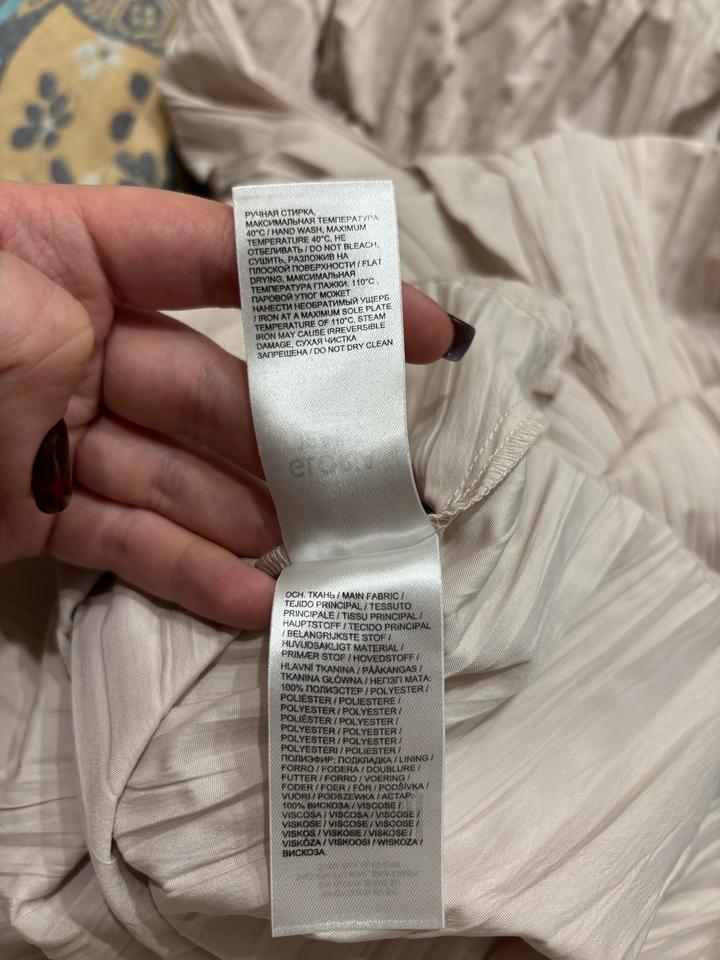 РУЧНАЯ СТИРКА,
МАКСИМАЛЬНАЯ ТЕМПЕРАТУРА
40°C / HAND WASH, MAXIMUM
TEMPERATURE 40°C, НЕ
ОТБЕЛИВАТЬ / DO NOT BLEACH,
СУШИТЬ, РАЗЛОЖИВ НА
ПЛОСКОЙ ПОВЕРХНОСТИ / FLAT
DRYING, МАКСИМАЛЬНАЯ
ТЕМПЕРАТУРА ГЛАЖКИ: 110°C ,
ПАРОВОЙ УТЮГ МОЖЕТ
НАНЕСТИ НЕОБРАТИМЫЙ УЩЕРБ
/ IRON AT A MAXIMUM SOLE PLATE
TEMPERATURE OF 110°C. STEAM
IRON MAY CAUSE IRREVERSIBLE
DAMAGE, СУХАЯ ЧИСТКА
ЗАПРЕЩЕНА / DO NOT DRY CLEAN
ОСН. ТКАНЬ / MAIN FABRIC /
TEJIDO PRINCIPAL / TESSUTO
PRINCIPALE / TISSU PRINCIPAL /
HAUPTSTOFF / TECIDO PRINCIPAL
/ BELANGRIJKSTE STOF /
HUVUDSAKLIGT MATERIAL /
PRIMÆR STOF / HOVEDSTOFF /
HLAVNÍ TKANINA / PÄÄKANGAS /
TKANINA GŁÓWNA / НЕГІЗГІ МАТА:
100% ПОЛИЭСТЕР / POLYESTER /
POLIÉSTER / POLIESTERE /
POLYESTER / POLYESTER /
POLIÉSTER / POLYESTER /
POLYESTER / POLYESTER /
POLYESTER / POLYESTER /
POLYESTERI / POLIESTER /
ПОЛИЭФИР; ПОДКЛАДКА / LINING /
FORRO / FODERA / DOUBLURE /
FUTTER / FORRO / VOERING /
FODER / FOER / FÔR / PODŠÍVKA /
VUORI / PODSZEWKA / АСТАР:
100% ВИСКОЗА / VISCOSE /
VISCOSA / VISCOSA / VISCOSE /
VISKOSE / VISCOSE / VISCOSE /
VISKOS / VISKOSE / VISKOSE /
VISKÓZA / VISKOOSI / WISKOZA /
ВИСКОЗА.